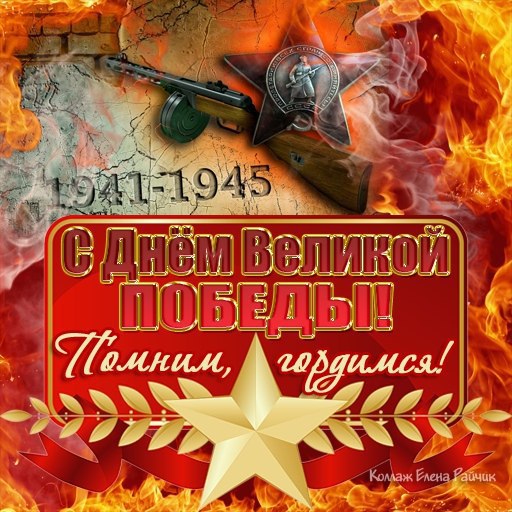 1941-1945
С Днём Великой
ПОБЕДЫ!
Помним, гордимся!
Коллаж Елена Райчик